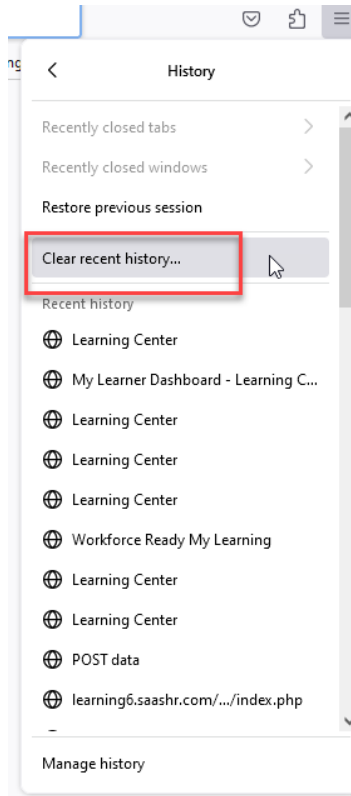 ng
History
Recently closed tabs
Recently closed windows
Restore previous session
Clear recent history...
Recent history
Learning Center
My Learner Dashboard - Learning C...
Learning Center
Learning Center
Learning Center
Workforce Ready My Learning
Learning Center
Learning Center
POST data
learning6.saashr.com/.../index.php
Manage history